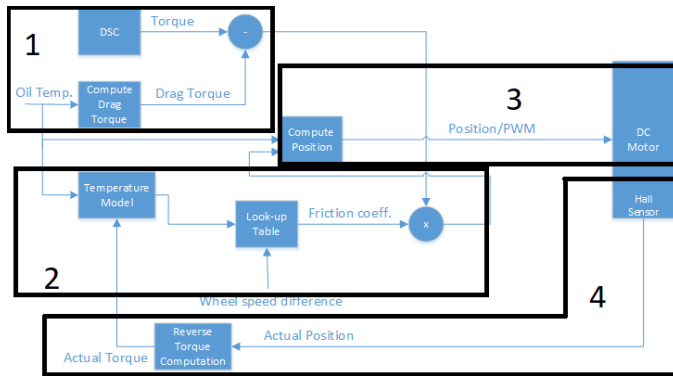 1
DSC
Torque
-
Oil Temp.
Compute
Drag
Torque
Drag Torque
3
Compute
Position
Position/PWM
DC
Motor
Hall
Sensor
2
Temperature
Model
Look-up
Table
Friction coeff.
x
Wheel speed difference
4
Actual Torque
Reverse
Torque
Computation
Actual Position